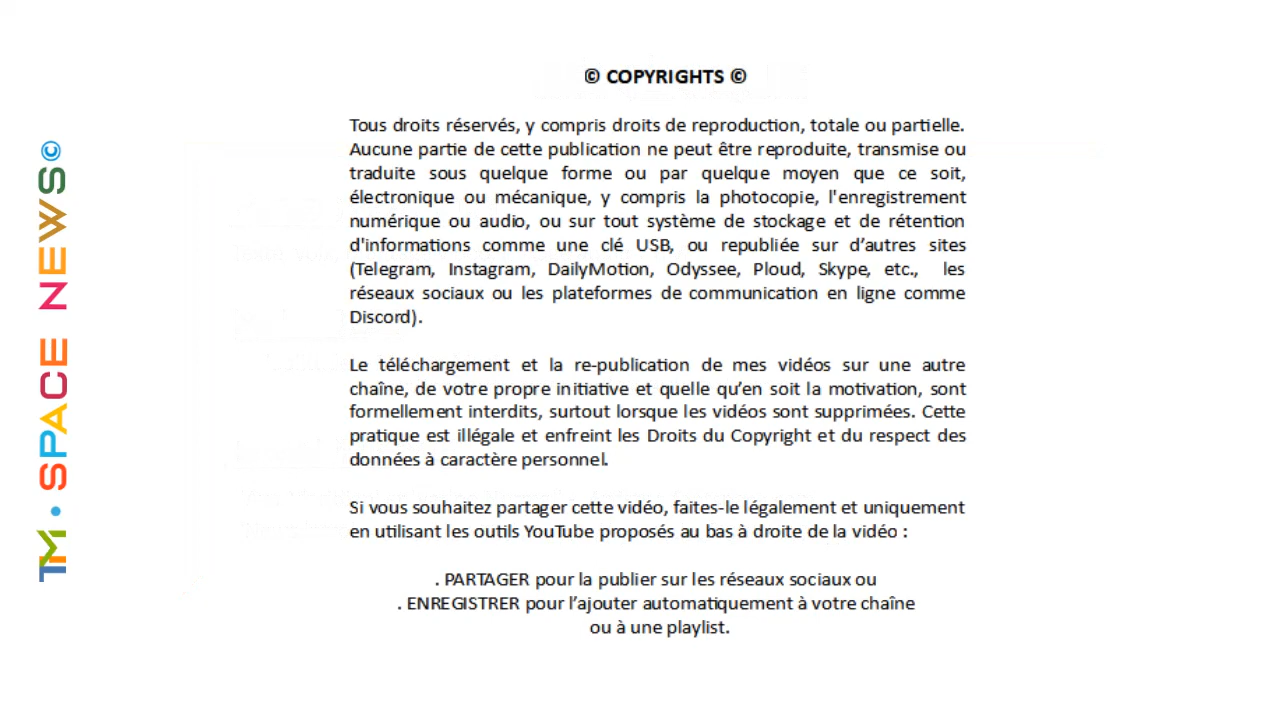 © COPYRIGHTS ©
Tous droits réservés, y compris droits de reproduction, totale ou partielle.
Aucune partie de cette publication ne peut être reproduite, transmise ou
traduite sous quelque forme ou par quelque moyen que ce soit,
électronique ou mécanique, y compris la photocopie, l'enregistrement
numérique ou audio, ou sur tout système de stockage et de rétention
d'informations comme une clé USB, ou republiée sur d’autres sites
(Telegram, Instagram, DailyMotion, Odyssee, Ploud, Skype, etc., les
réseaux sociaux ou les plateformes de communication en ligne comme
Discord).
Le téléchargement et la re-publication de mes vidéos sur une autre
chaîne, de votre propre initiative et quelle qu’en soit la motivation, sont
formellement interdits, surtout lorsque les vidéos sont supprimées. Cette
pratique est illégale et enfreint les Droits du Copyright et du respect des
données à caractère personnel.
Si vous souhaitez partager cette vidéo, faites-le légalement et uniquement
en utilisant les outils YouTube proposés au bas à droite de la vidéo :
. PARTAGER pour la publier sur les réseaux sociaux ou
. ENREGISTRER pour l’ajouter automatiquement à votre chaîne
ou à une playlist.
TM • SPACE NEWS©